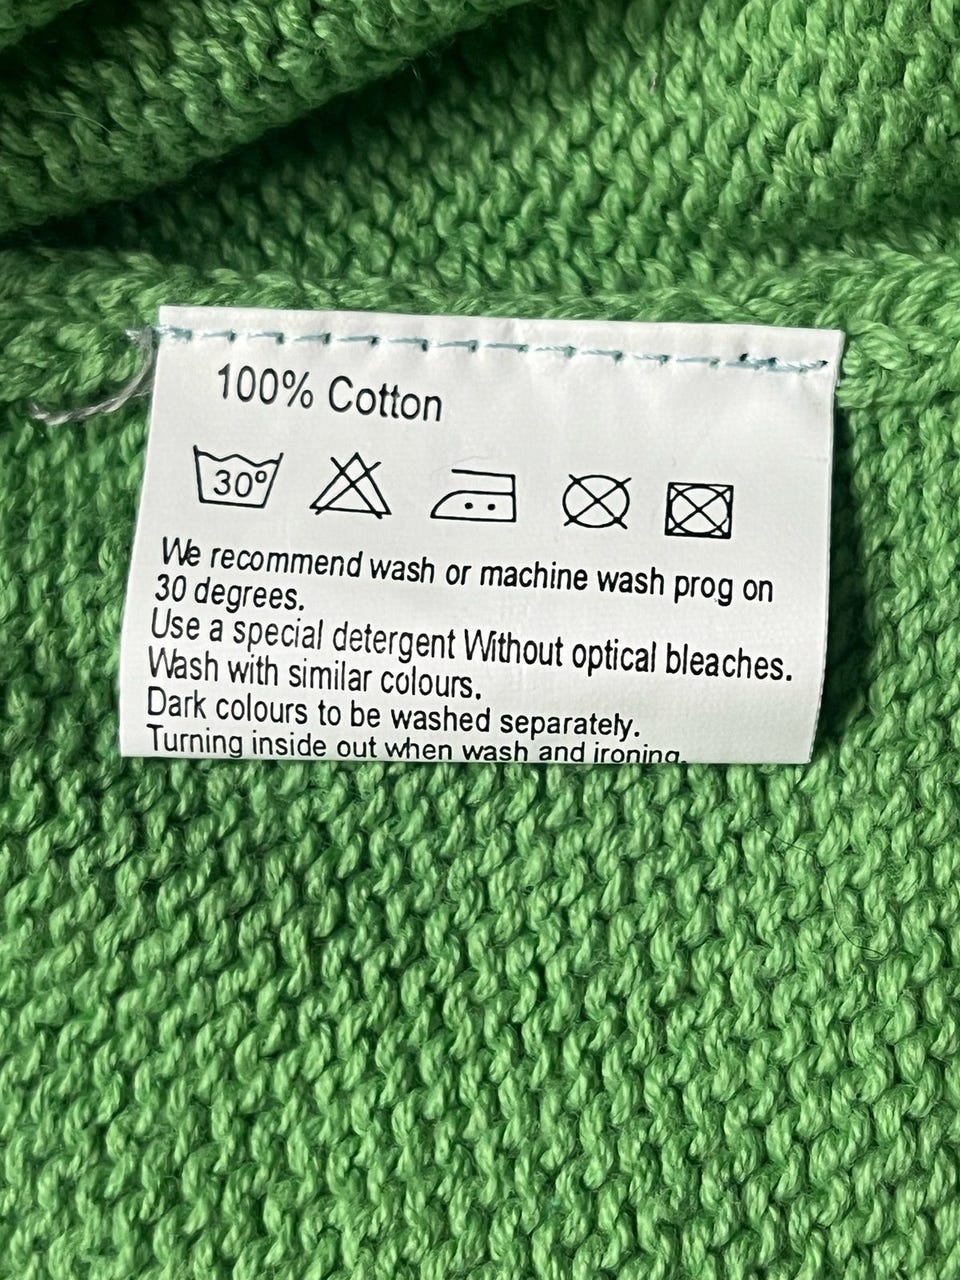 100% Cotton
30°
We recommend wash or machine wash prog on
30 degrees.
Use a special detergent Without optical bleaches.
Wash with similar colours.
Dark colours to be washed separately.
Turning inside out when wash and ironing.